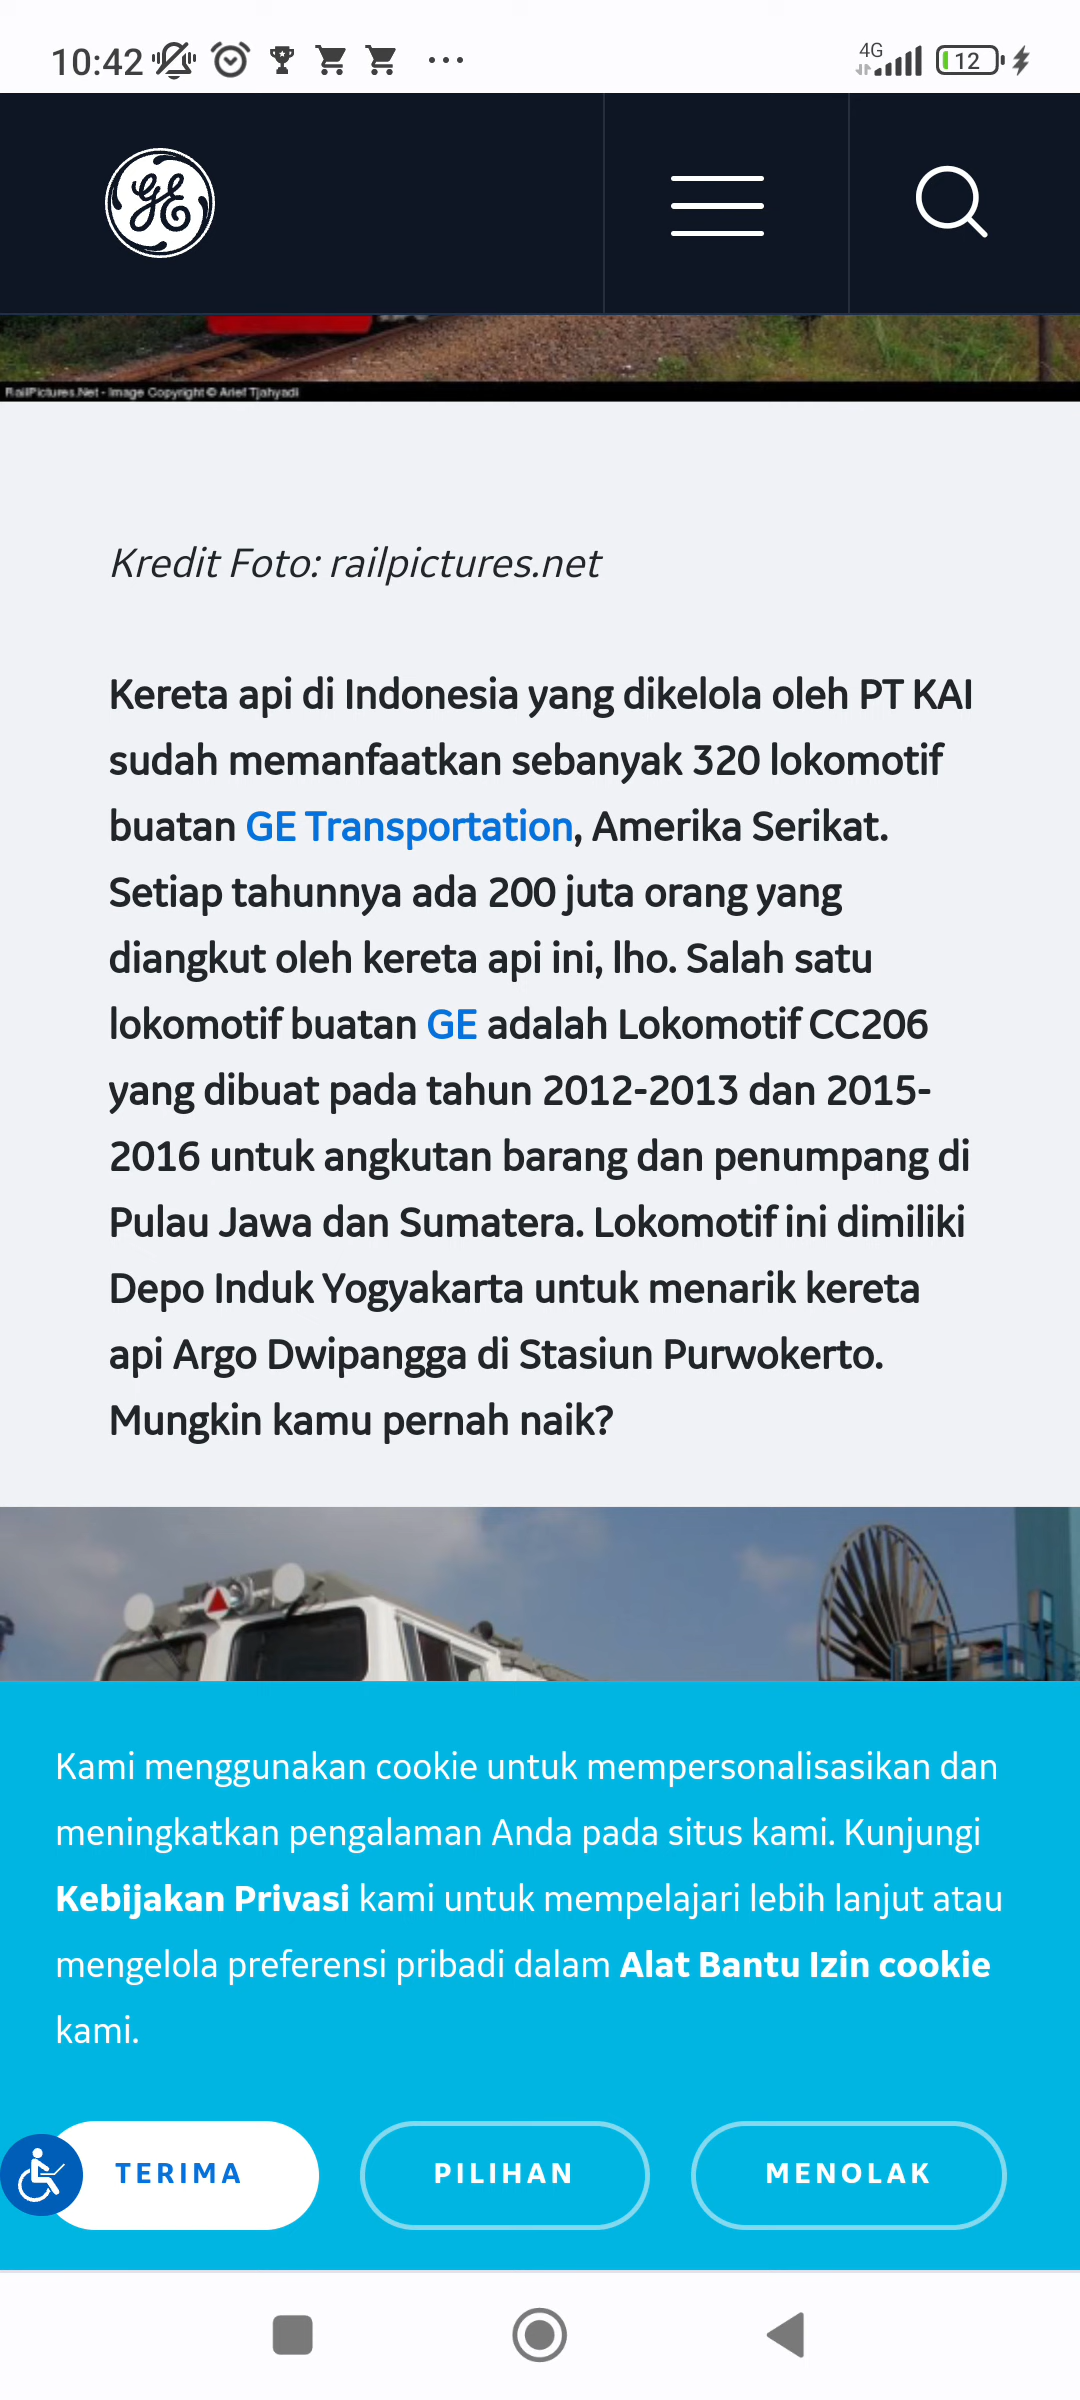 10:42
4G
12
GE
RailPictures.Net - Image Copyright © Arief Tjahyadi
Kredit Foto: railpictures.net
Kereta api di Indonesia yang dikelola oleh PT KAI
sudah memanfaatkan sebanyak 320 lokomotif
buatan GE Transportation, Amerika Serikat.
Setiap tahunnya ada 200 juta orang yang
diangkut oleh kereta api ini, lho. Salah satu
lokomotif buatan GE adalah Lokomotif CC206
yang dibuat pada tahun 2012-2013 dan 2015-
2016 untuk angkutan barang dan penumpang di
Pulau Jawa dan Sumatera. Lokomotif ini dimiliki
Depo Induk Yogyakarta untuk menarik kereta
api Argo Dwipangga di Stasiun Purwokerto.
Mungkin kamu pernah naik?
Kami menggunakan cookie untuk mempersonalisasikan dan
meningkatkan pengalaman Anda pada situs kami. Kunjungi
Kebijakan Privasi kami untuk mempelajari lebih lanjut atau
mengelola preferensi pribadi dalam Alat Bantu Izin cookie
kami.
TERIMA
PILIHAN
MENOLAK